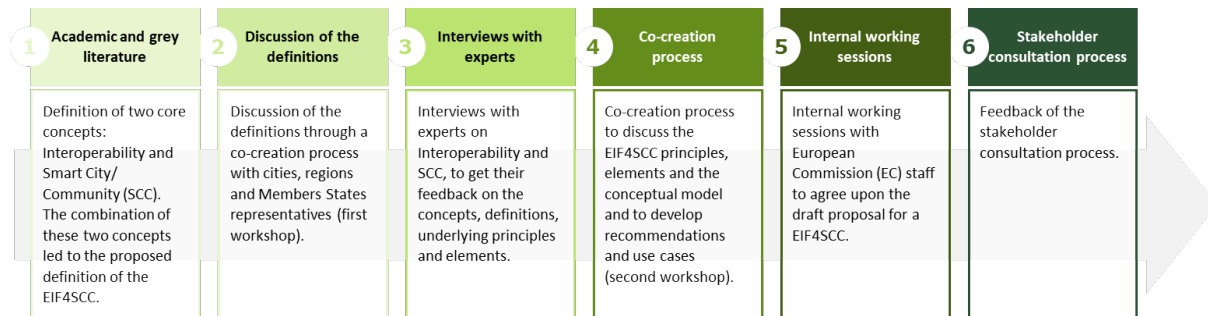 1
Academic and grey
literature
Definition of two core
concepts:
Interoperability and
Smart City/
Community (SCC).
The combination of
these two concepts
led to the proposed
definition of the
EIF4SCC.
2
Discussion of the
definitions
Discussion of the
definitions through a
co-creation process
with cities, regions
and Members States
representatives (first
workshop).
3
Interviews with
experts
Interviews with
experts on
Interoperability and
SCC, to get their
feedback on the
concepts, definitions,
underlying principles
and elements.
4
Co-creation
process
Co-creation process
to discuss the
EIF4SCC principles,
elements and the
conceptual model
and to develop
recommendations
and use cases
(second workshop).
5
Internal working
sessions
Internal working
sessions with
European
Commission (EC) staff
to agree upon the
draft proposal for a
EIF4SCC.
6
Stakeholder
consultation process
Feedback of the
stakeholder
consultation process.